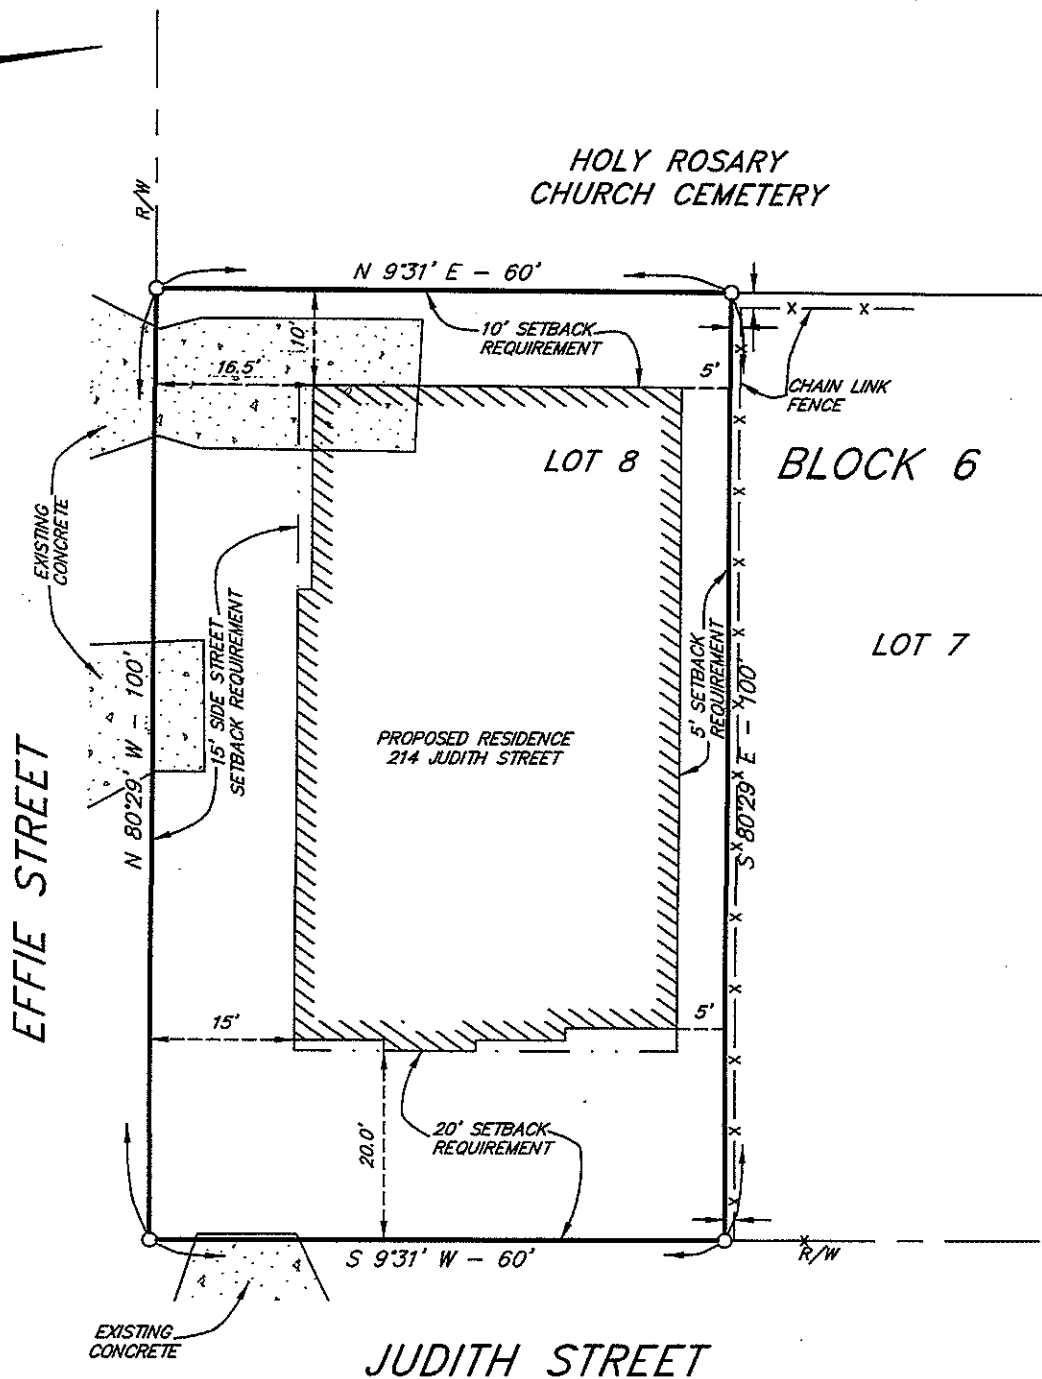 HOLY ROSARY
CHURCH CEMETERY
R/W
N 9°31' E - 60'
10' SETBACK
REQUIREMENT
10'
16.5'
5'
CHAIN LINK
FENCE
LOT 8
BLOCK 6
EXISTING
CONCRETE
15' SIDE STREET
SETBACK REQUIREMENT
N 80°29' W - 100'
5' SETBACK
REQUIREMENT
S 80°29' E - 100'
LOT 7
PROPOSED RESIDENCE
214 JUDITH STREET
EFFIE STREET
15'
5'
20.0'
20' SETBACK
REQUIREMENT
S 9°31' W - 60'
R/W
EXISTING
CONCRETE
JUDITH STREET